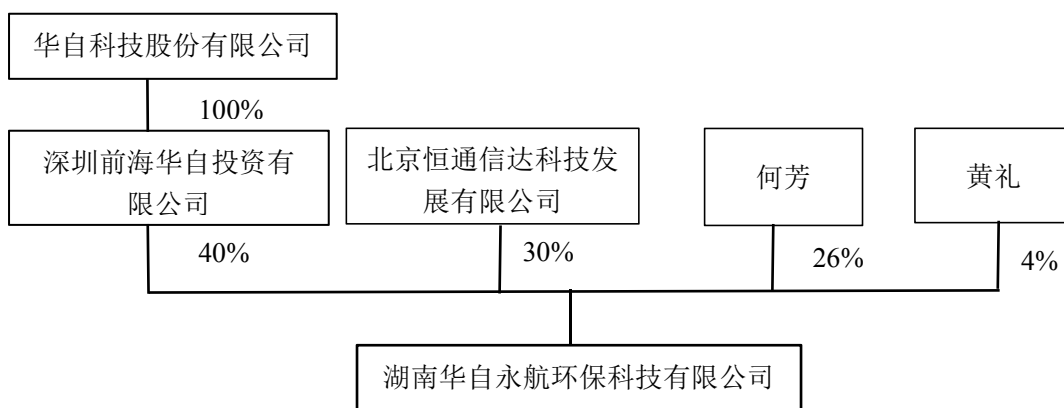 华自科技股份有限公司
100%
深圳前海华自投资有
限公司
北京恒通信达科技发
展有限公司
何芳
黄礼
40%
30%
26%
4%
湖南华自永航环保科技有限公司